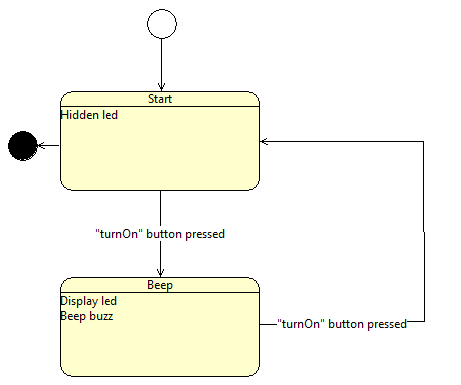 Start
Hidden led
"turnOn" button pressed
Beep
Display led
Beep buzz
"turnOn" button pressed